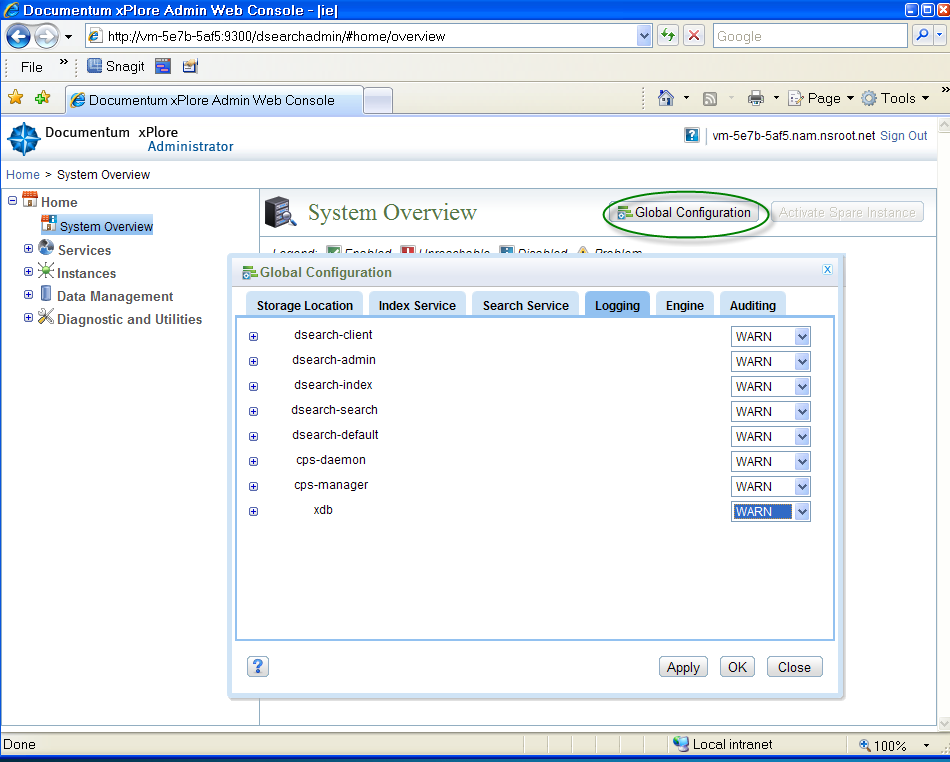 Documentum xPlore Admin Web Console - |ie|
http://vm-5e7b-5af5:9300/dsearchadmin/#home/overview
Google
File » Snagit
Documentum xPlore Admin Web Console
Page Tools »
Documentum xPlore
Administrator
vm-5e7b-5af5.nam.nsroot.net Sign Out
Home > System Overview
Home
System Overview
Services
Instances
Data Management
Diagnostic and Utilities
System Overview
Global Configuration
Activate Spare Instance
Legend: Enabled Unreachable Disabled Problem
Global Configuration
Storage Location Index Service Search Service Logging Engine Auditing
dsearch-client WARN
dsearch-admin WARN
dsearch-index WARN
dsearch-search WARN
dsearch-default WARN
cps-daemon WARN
cps-manager WARN
xdb WARN
? Apply OK Close
Done Local intranet 100%